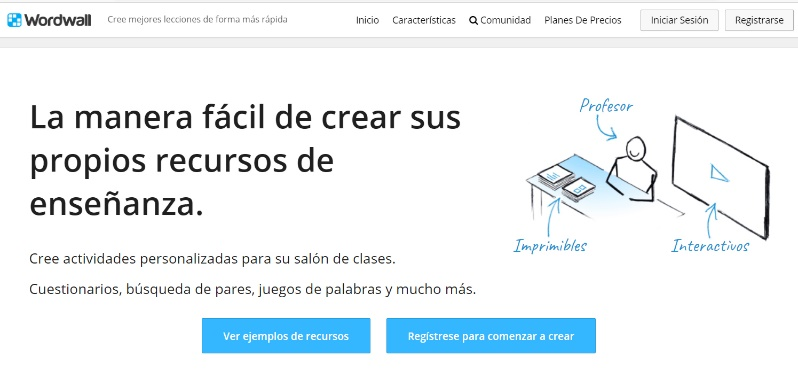 Wordwall
Cree mejores lecciones de forma más rápida
Inicio
Características
Comunidad
Planes De Precios
Iniciar Sesión
Registrarse
La manera fácil de crear sus
propios recursos de
enseñanza.
Cree actividades personalizadas para su salón de clases.
Cuestionarios, búsqueda de pares, juegos de palabras y mucho más.
Profesor
Imprimibles
Interactivos
Ver ejemplos de recursos
Regístrese para comenzar a crear